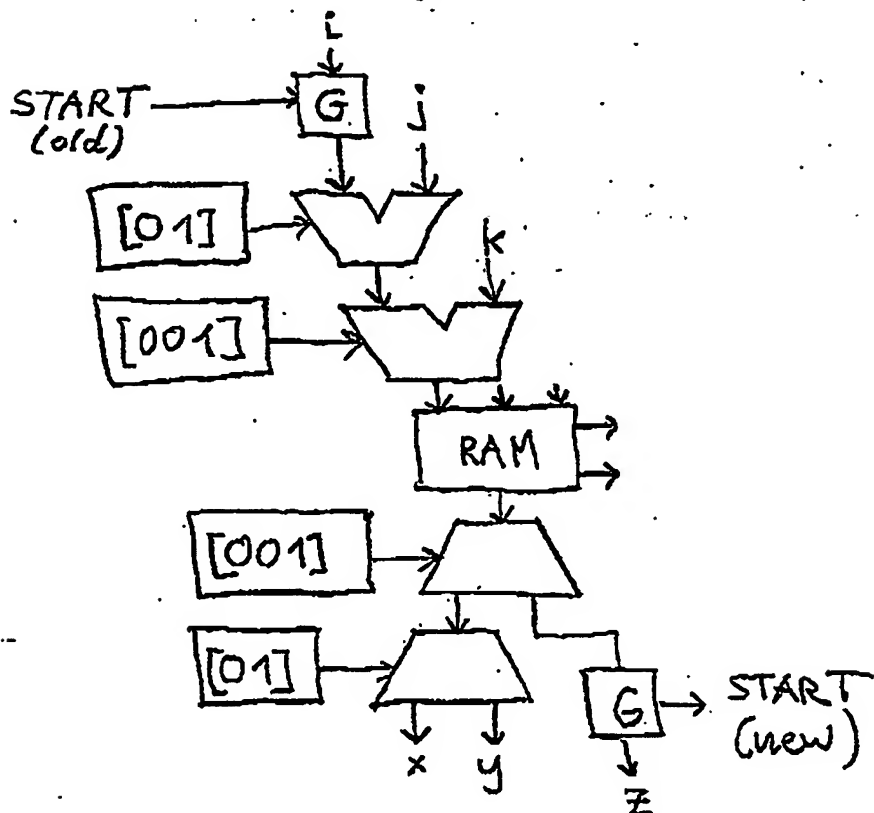 i
START
(old)
G
j
[01]
k
[001]
RAM
[001]
[01]
G
START
(new)
x
y
z